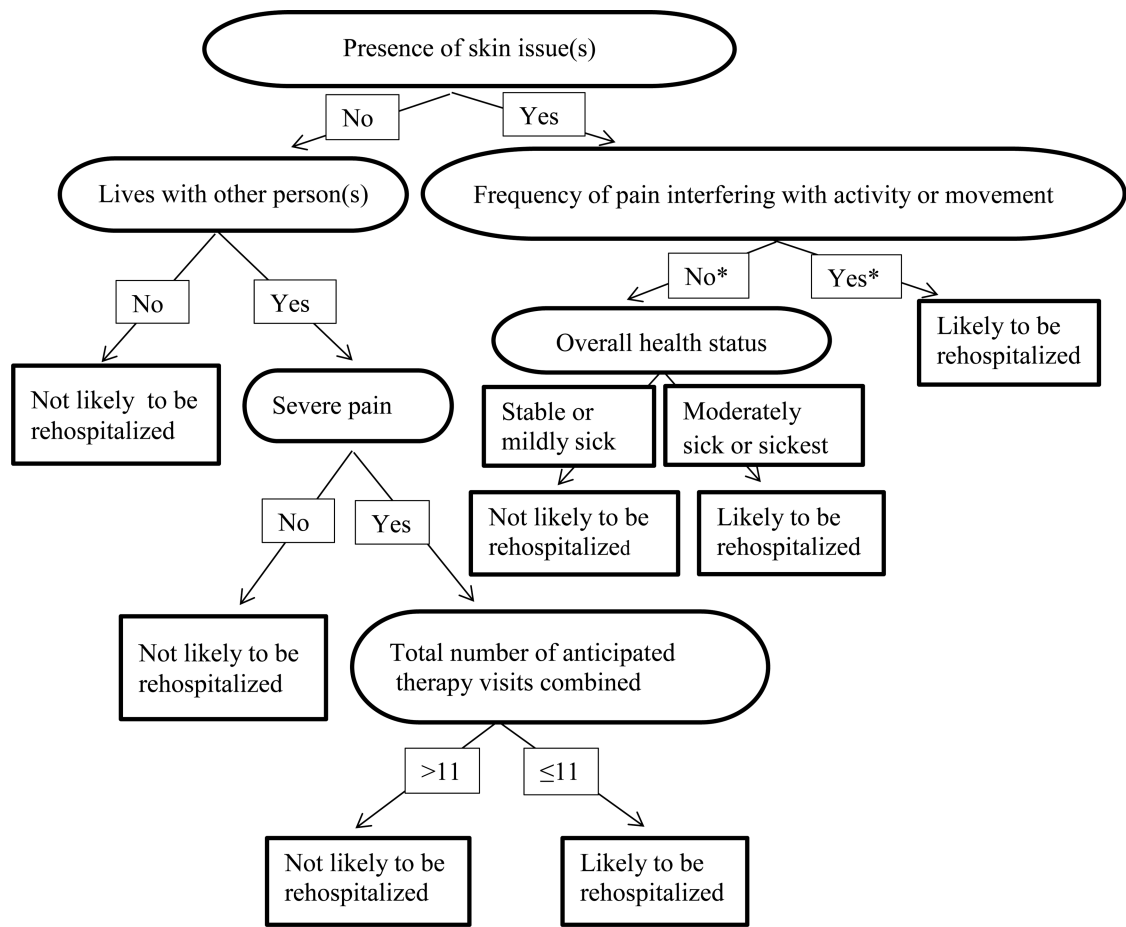 Presence of skin issue(s)
No
Yes
Lives with other person(s)
Frequency of pain interfering with activity or movement
No
Yes
No*
Yes*
Not likely to be
rehospitalized
Severe pain
Overall health status
Likely to be
rehospitalized
Stable or
mildly sick
Moderately
sick or sickest
Not likely to be
rehospitalized
Likely to be
rehospitalized
No
Yes
Not likely to be
rehospitalized
Total number of anticipated
therapy visits combined
>11
≤11
Not likely to be
rehospitalized
Likely to be
rehospitalized